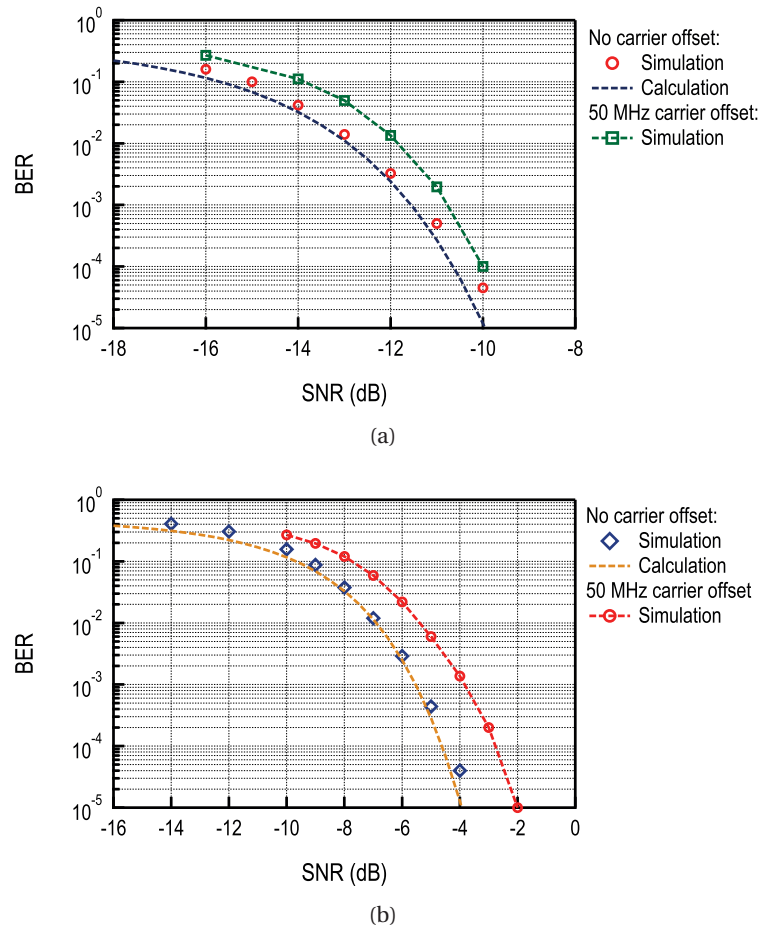 10^0
10^-1
10^-2
10^-3
10^-4
10^-5
BER
-18 -16 -14 -12 -10 -8
SNR (dB)
No carrier offset:
Simulation
Calculation
50 MHz carrier offset:
Simulation
(a)
10^0
10^-1
10^-2
10^-3
10^-4
10^-5
BER
-16 -14 -12 -10 -8 -6 -4 -2 0
SNR (dB)
No carrier offset:
Simulation
Calculation
50 MHz carrier offset
Simulation
(b)